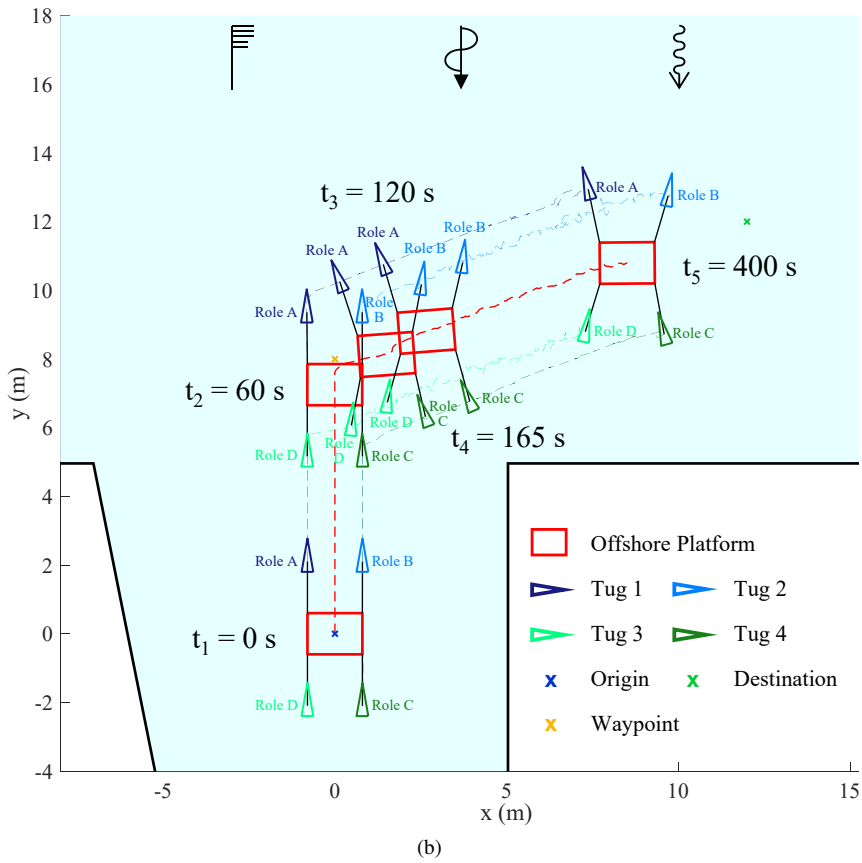 18
16
14
12
10
8
6
4
2
0
-2
-4
y (m)
-5
0
5
10
15
x (m)
t3 = 120 s
Role A
Role B
Role A
Role B
Role A
Role B
Role A
Role B
t5 = 400 s
Role A
Role B
Role D
Role C
t2 = 60 s
Role D
Role C
Role D
Role C
Role D
Role C
t4 = 165 s
Role A
Role B
t1 = 0 s
Role D
Role C
Offshore Platform
Tug 1
Tug 2
Tug 3
Tug 4
Origin
Destination
Waypoint
(b)